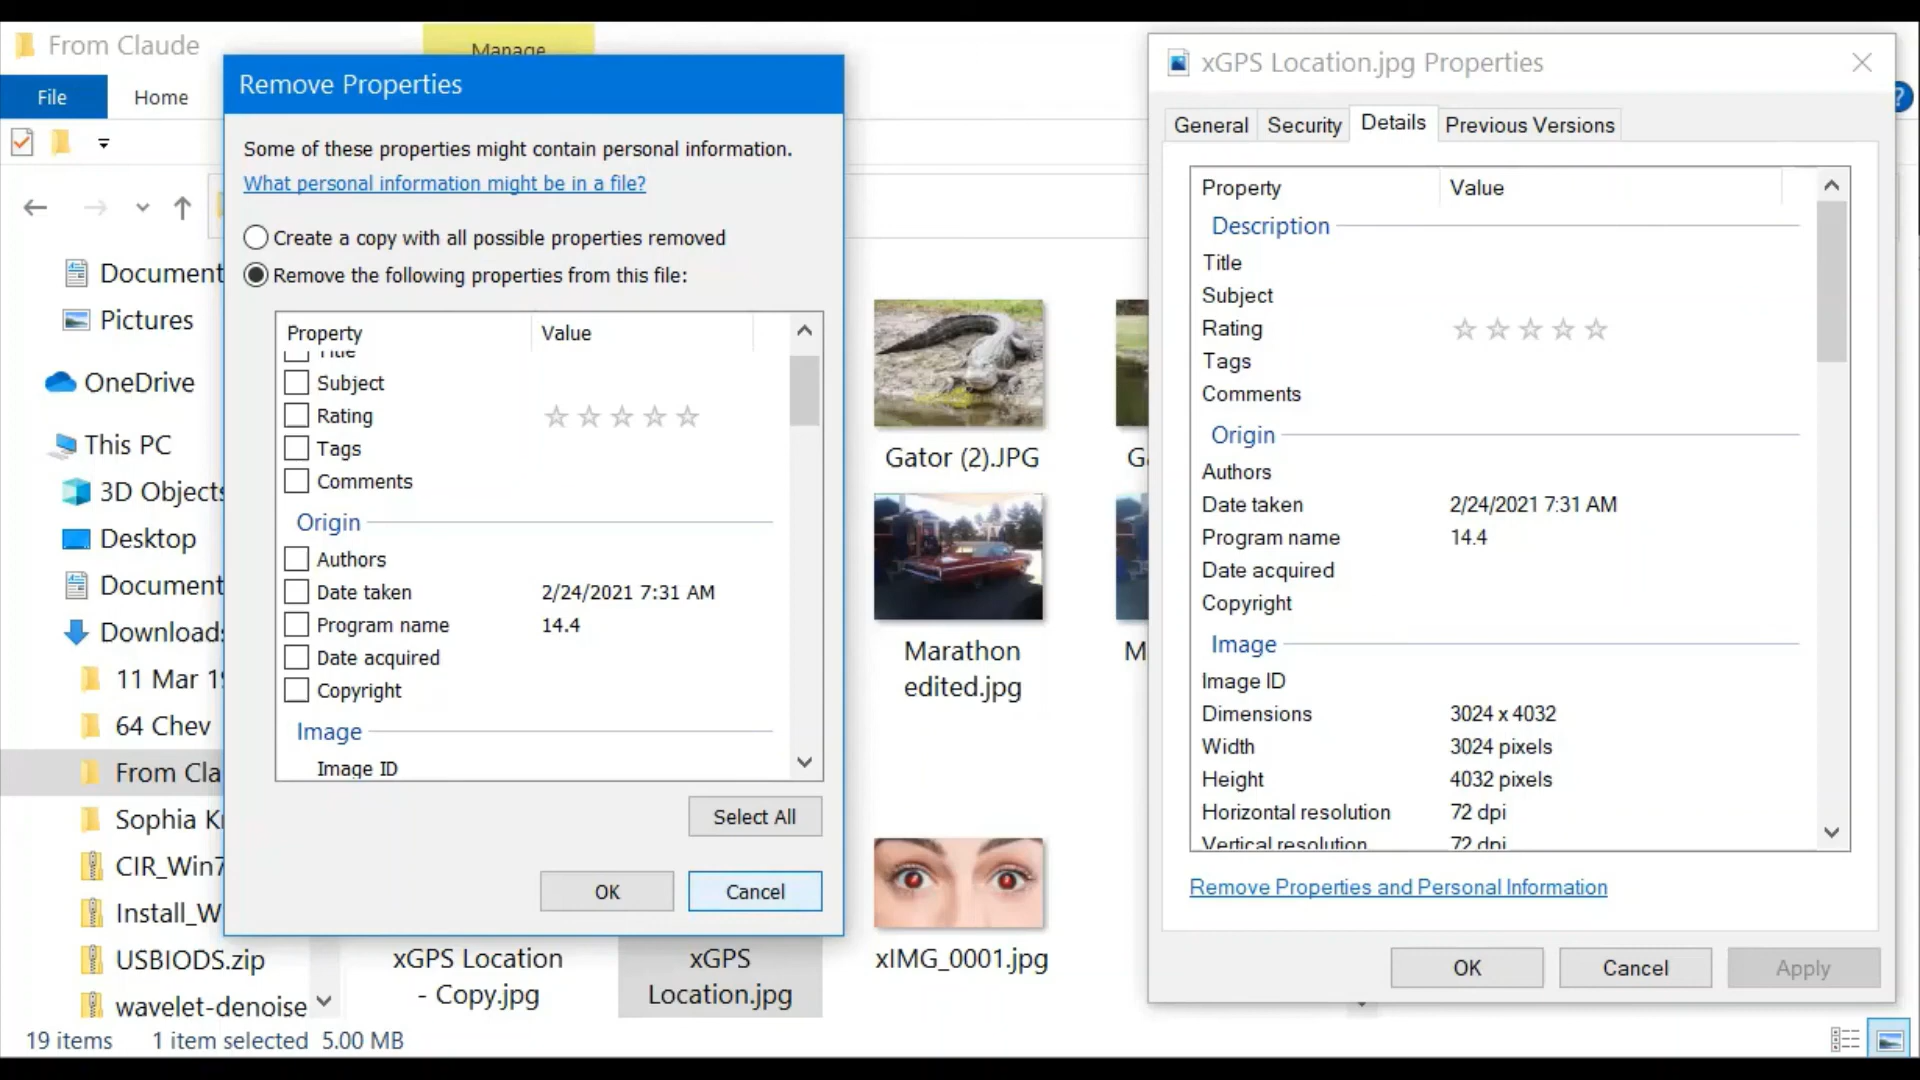 From Claude
Manage
File
Home
Document
Pictures
OneDrive
This PC
3D Objects
Desktop
Document
Downloads
11 Mar 19
64 Chev
From Cla
Sophia K
CIR_Win7
Install_W
USBIODS.zip
wavelet-denoise
19 items 1 item selected 5.00 MB
Remove Properties
Some of these properties might contain personal information.
What personal information might be in a file?
Create a copy with all possible properties removed
Remove the following properties from this file:
Property Value
Title
Subject
Rating
Tags
Comments
Origin
Authors
Date taken 2/24/2021 7:31 AM
Program name 14.4
Date acquired
Copyright
Image
Image ID
Select All
OK Cancel
Gator (2).JPG
G
Marathon
edited.jpg
M
xGPS Location
- Copy.jpg
xGPS
Location.jpg
xIMG_0001.jpg
xGPS Location.jpg Properties
?
General Security Details Previous Versions
Property Value
Description
Title
Subject
Rating
Tags
Comments
Origin
Authors
Date taken 2/24/2021 7:31 AM
Program name 14.4
Date acquired
Copyright
Image
Image ID
Dimensions 3024 x 4032
Width 3024 pixels
Height 4032 pixels
Horizontal resolution 72 dpi
Vertical resolution 72 dpi
Remove Properties and Personal Information
OK Cancel Apply